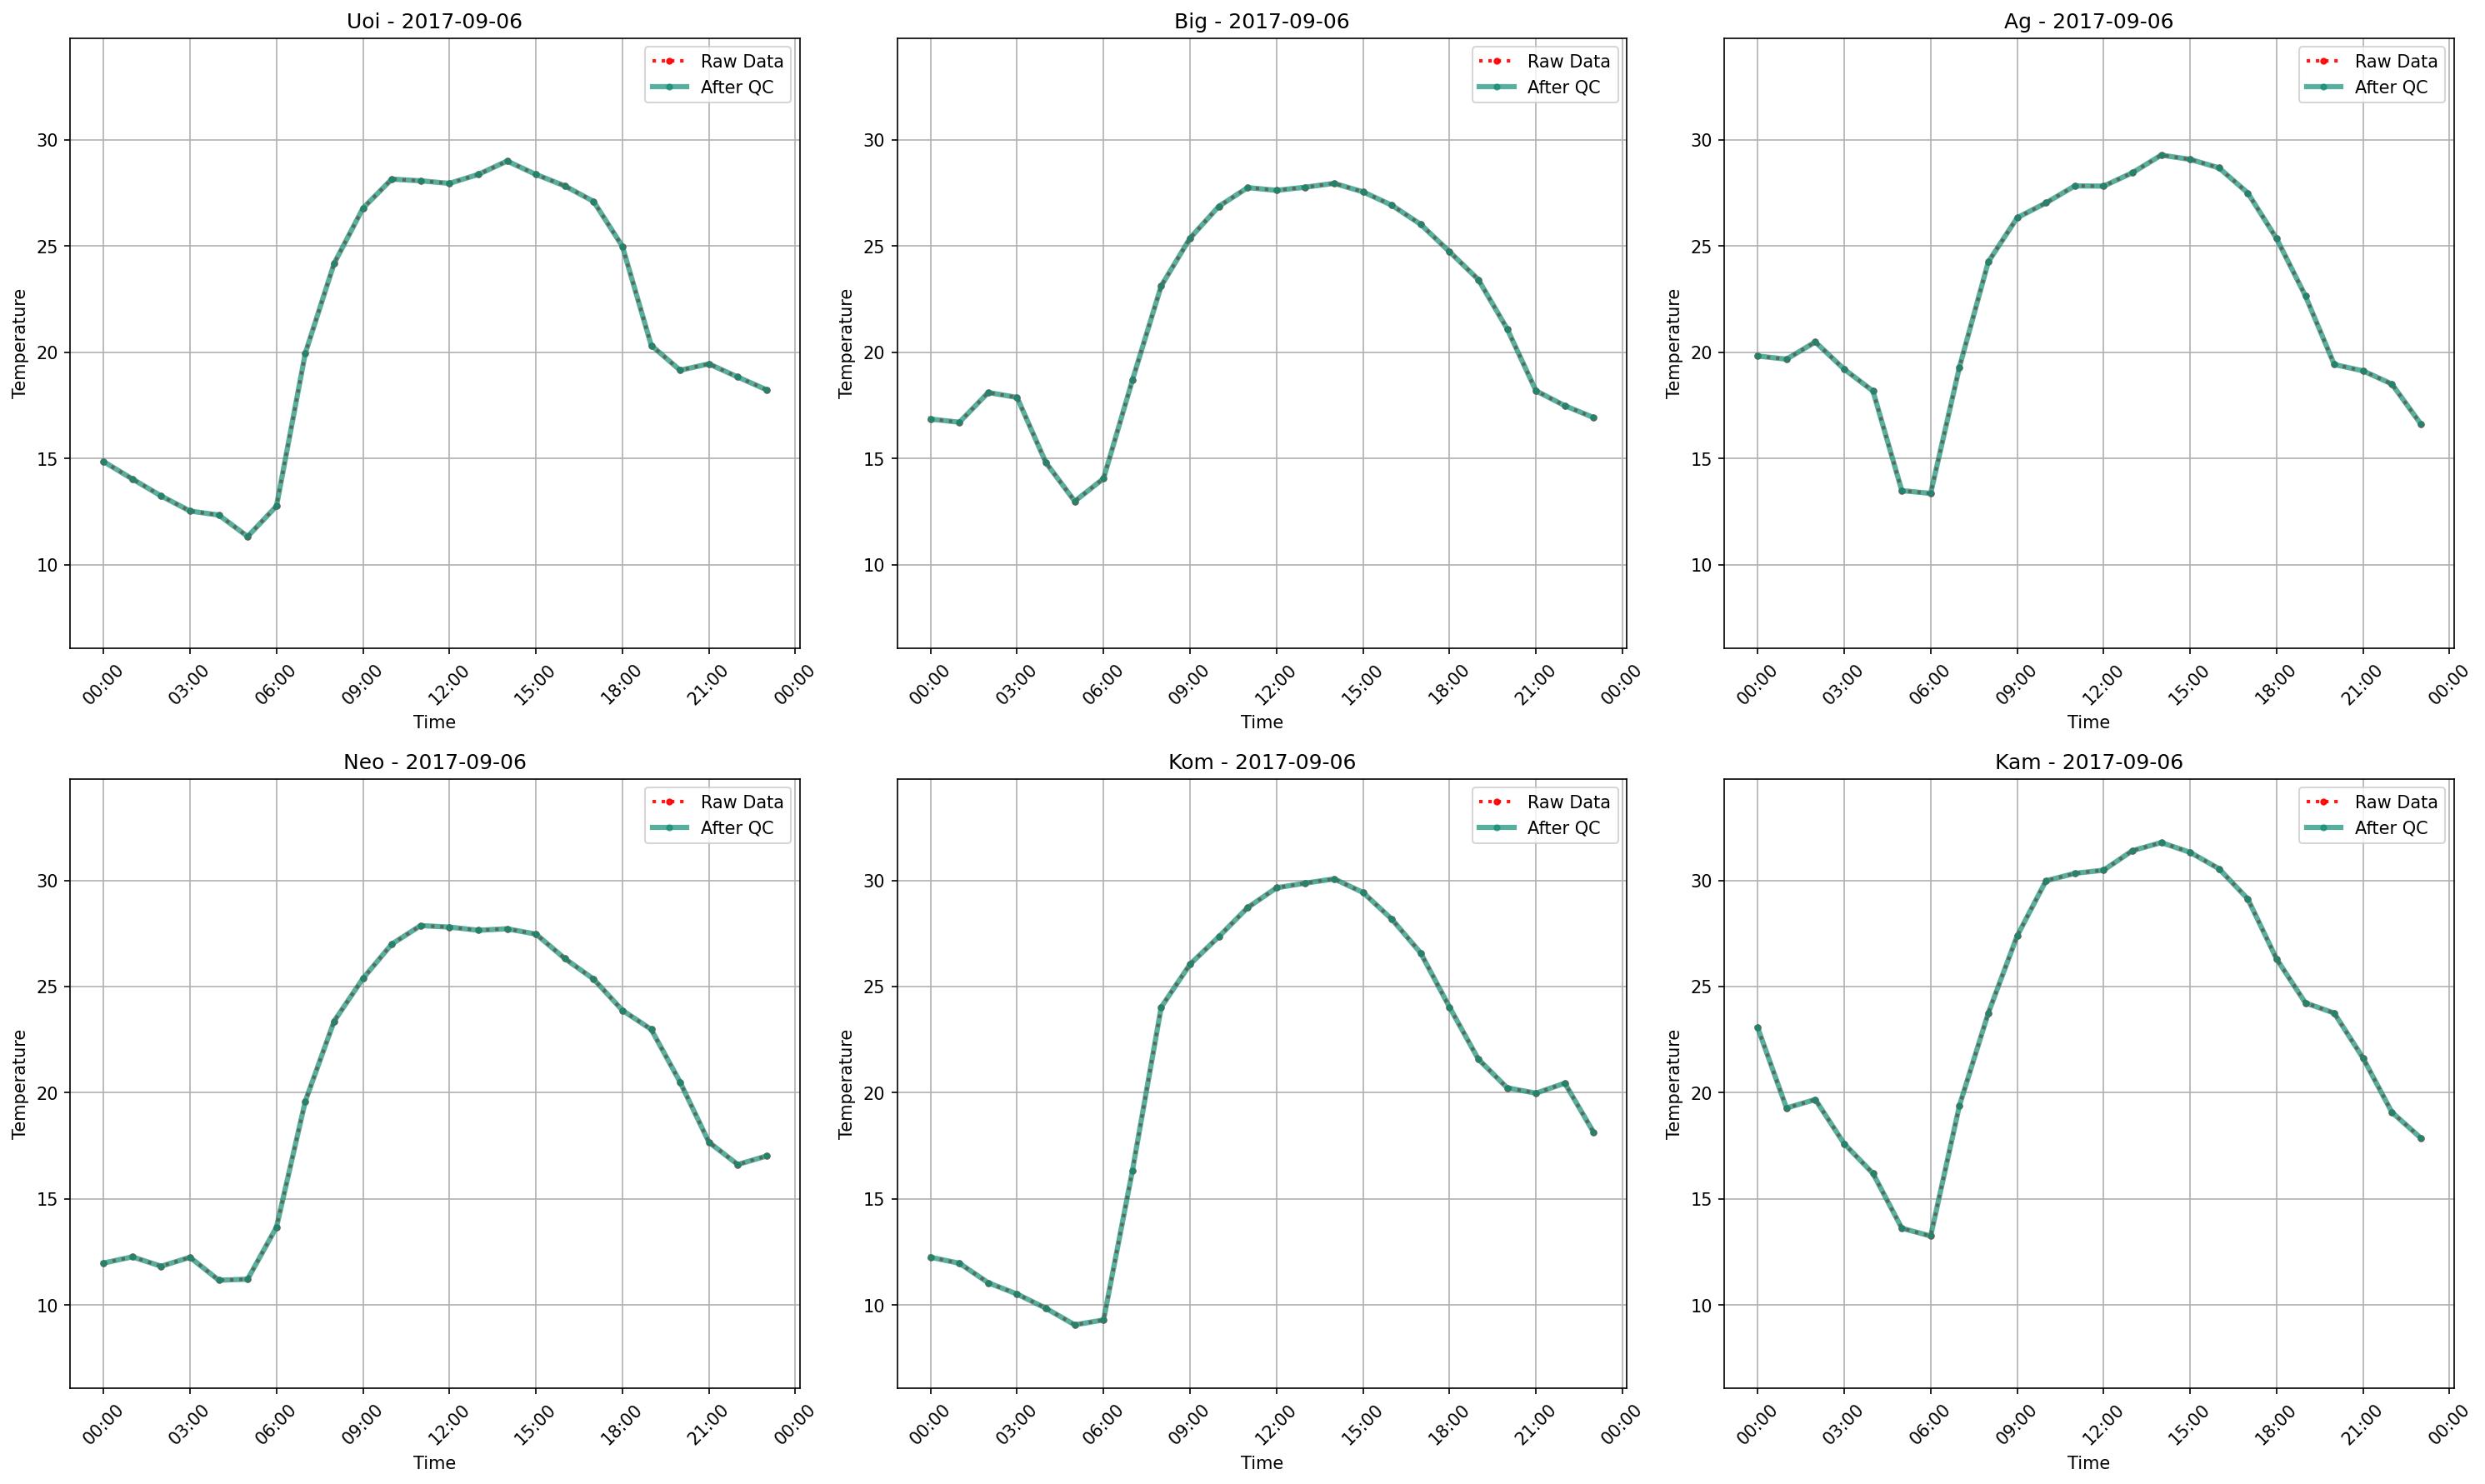 Uoi - 2017-09-06
Raw Data
After QC
Temperature
30
25
20
15
10
00:00
03:00
06:00
09:00
12:00
15:00
18:00
21:00
00:00
Time
Big - 2017-09-06
Raw Data
After QC
Temperature
30
25
20
15
10
00:00
03:00
06:00
09:00
12:00
15:00
18:00
21:00
00:00
Time
Ag - 2017-09-06
Raw Data
After QC
Temperature
30
25
20
15
10
00:00
03:00
06:00
09:00
12:00
15:00
18:00
21:00
00:00
Time
Neo - 2017-09-06
Raw Data
After QC
Temperature
30
25
20
15
10
00:00
03:00
06:00
09:00
12:00
15:00
18:00
21:00
00:00
Time
Kom - 2017-09-06
Raw Data
After QC
Temperature
30
25
20
15
10
00:00
03:00
06:00
09:00
12:00
15:00
18:00
21:00
00:00
Time
Kam - 2017-09-06
Raw Data
After QC
Temperature
30
25
20
15
10
00:00
03:00
06:00
09:00
12:00
15:00
18:00
21:00
00:00
Time